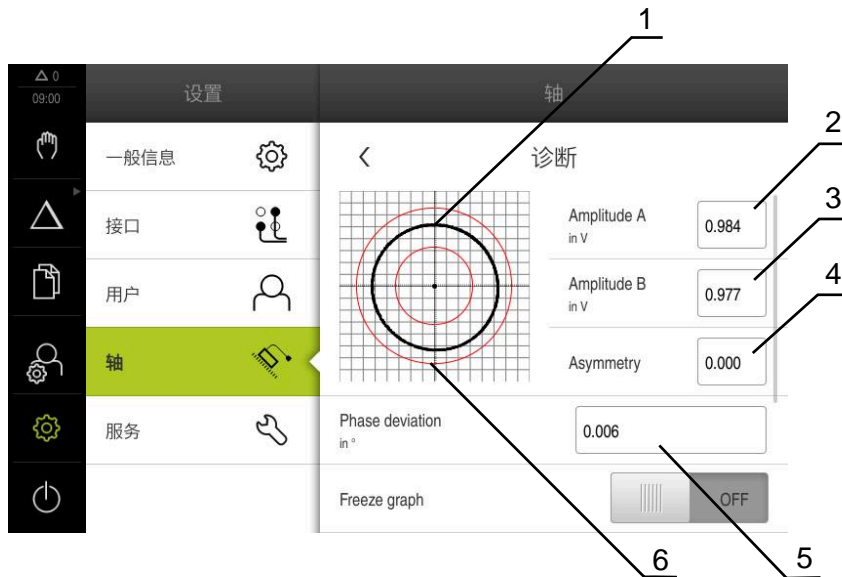 1
△ 0
09:00
设置
轴
一般信息
诊断
2
Amplitude A
in V
0.984
接口
3
Amplitude B
in V
0.977
用户
4
Asymmetry
0.000
轴
服务
Phase deviation
in °
0.006
Freeze graph
OFF
6
5